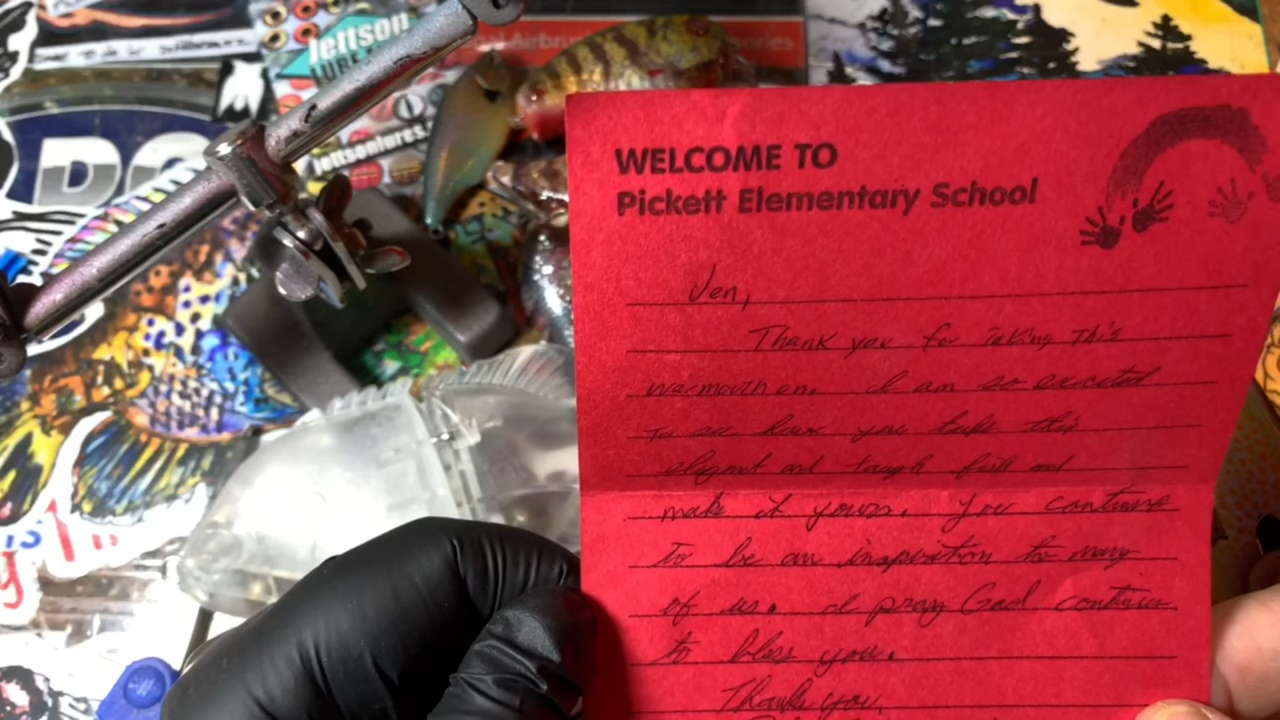 Jettson
LURE
jettsonlures.
WELCOME TO
Pickett Elementary School
Jen,
Thank you for Taking This
warmouth on. I am so excited
To see how you take this
elegant and tough fish and
make it yours. You continue
To be an inspiration to many
of us. I pray God continue
to bless you.
Thank you,